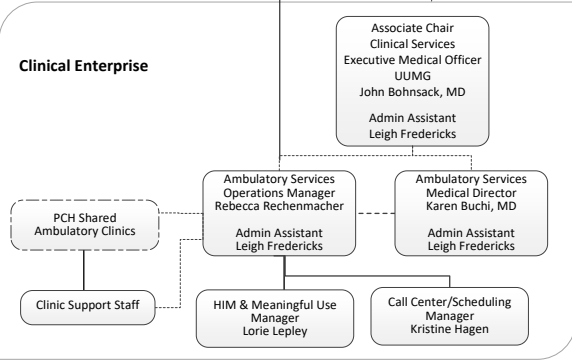 Associate Chair
Clinical Services
Executive Medical Officer
UUMG
John Bohnsack, MD
Admin Assistant
Leigh Fredericks
Clinical Enterprise
Ambulatory Services
Operations Manager
Rebecca Rechenmacher
Admin Assistant
Leigh Fredericks
Ambulatory Services
Medical Director
Karen Buchi, MD
Admin Assistant
Leigh Fredericks
PCH Shared
Ambulatory Clinics
Clinic Support Staff
HIM & Meaningful Use
Manager
Lorie Lepley
Call Center/Scheduling
Manager
Kristine Hagen